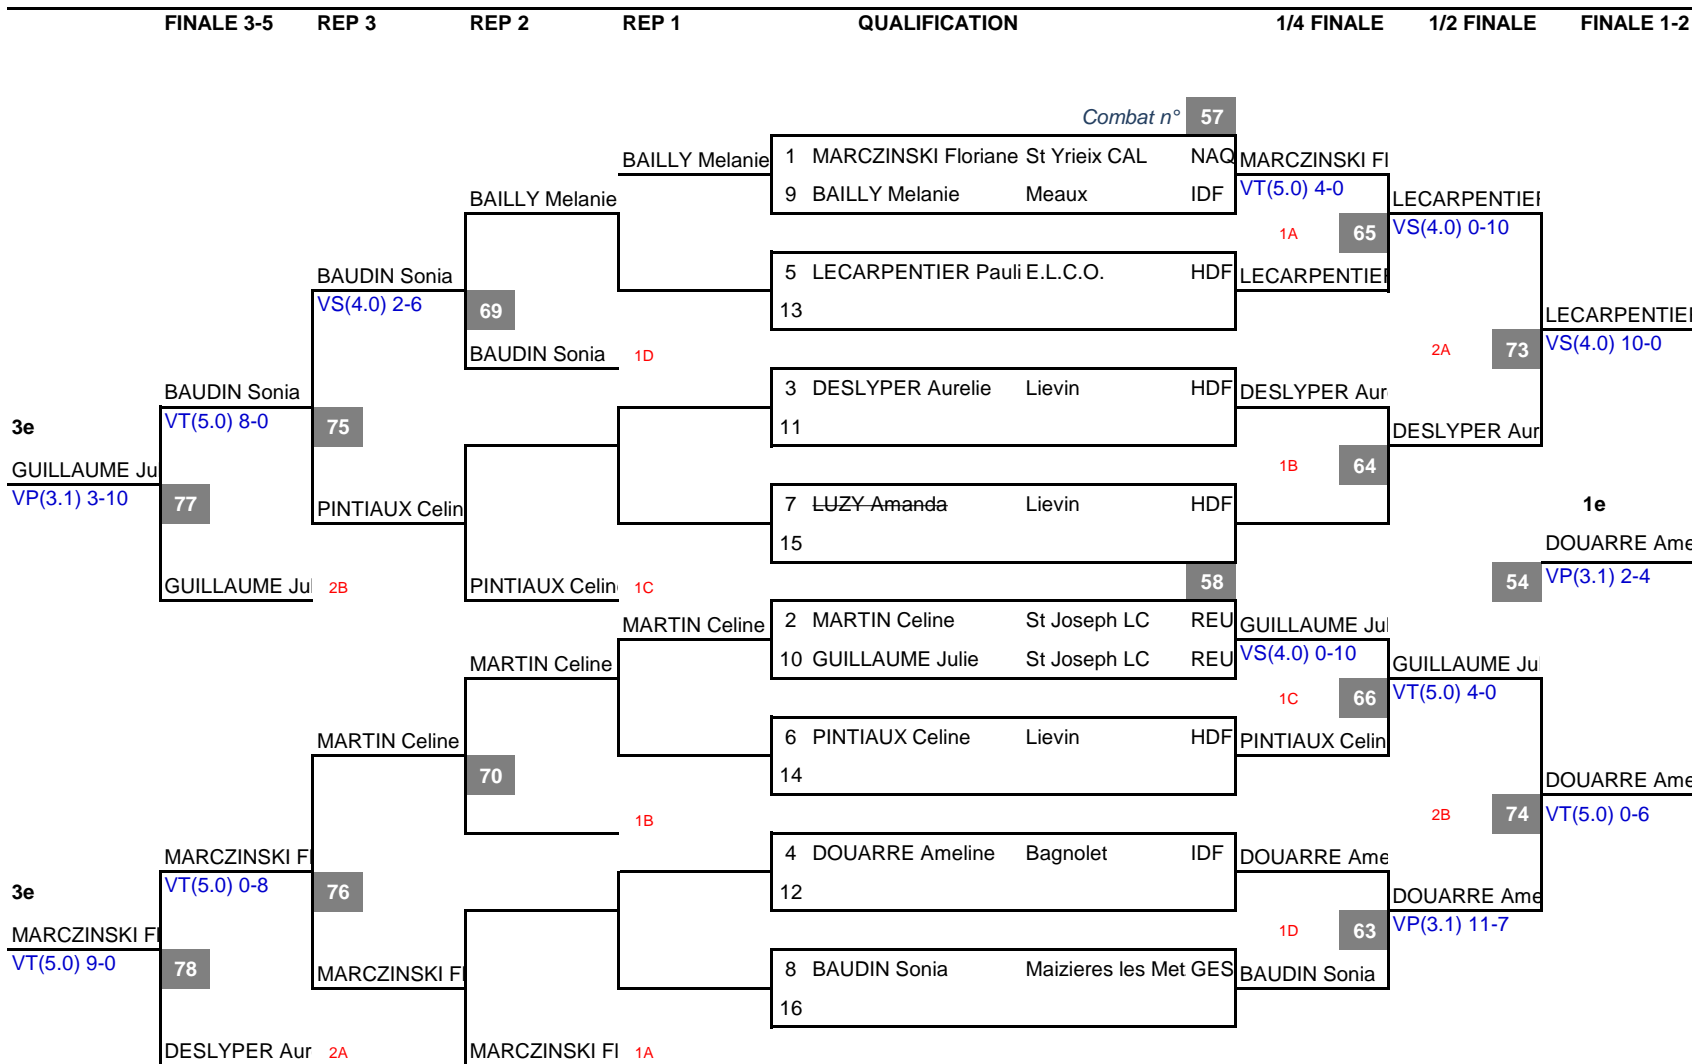 FINALE 3-5 REP 3 REP 2 REP 1 QUALIFICATION 1/4 FINALE 1/2 FINALE FINALE 1-2
Combat n° 57
BAILLY Melanie 1 MARCZINSKI Floriane St Yrieix CAL NAQ MARCZINSKI Fl
BAILLY Melanie 9 BAILLY Melanie Meaux IDF VT(5.0) 4-0 LECARPENTIER
1A 65 VS(4.0) 0-10
BAUDIN Sonia 5 LECARPENTIER Pauli E.L.C.O. HDF LECARPENTIER
VS(4.0) 2-6 69 13 LECARPENTIER
BAUDIN Sonia 1D 2A 73 VS(4.0) 10-0
BAUDIN Sonia 3 DESLYPER Aurelie Lievin HDF DESLYPER Aur
3e VT(5.0) 8-0 75 11 DESLYPER Aur
GUILLAUME Ju 1B 64
VP(3.1) 3-10 77 PINTIAUX Celin 7 LUZY Amanda Lievin HDF 1e
15 DOUARRE Ame
GUILLAUME Jul 2B PINTIAUX Celin 1C 58 54 VP(3.1) 2-4
MARTIN Celine 2 MARTIN Celine St Joseph LC REU GUILLAUME Jul
MARTIN Celine 10 GUILLAUME Julie St Joseph LC REU VS(4.0) 0-10 GUILLAUME Ju
1C 66 VT(5.0) 4-0
MARTIN Celine 6 PINTIAUX Celine Lievin HDF PINTIAUX Celin
70 14 DOUARRE Ame
1B 2B 74 VT(5.0) 0-6
MARCZINSKI Fl 4 DOUARRE Ameline Bagnolet IDF DOUARRE Ame
3e VT(5.0) 0-8 76 12 DOUARRE Ame
MARCZINSKI Fl 1D 63 VP(3.1) 11-7
VT(5.0) 9-0 78 MARCZINSKI Fl 8 BAUDIN Sonia Maizieres les Met GES BAUDIN Sonia
16
DESLYPER Aur 2A MARCZINSKI Fl 1A